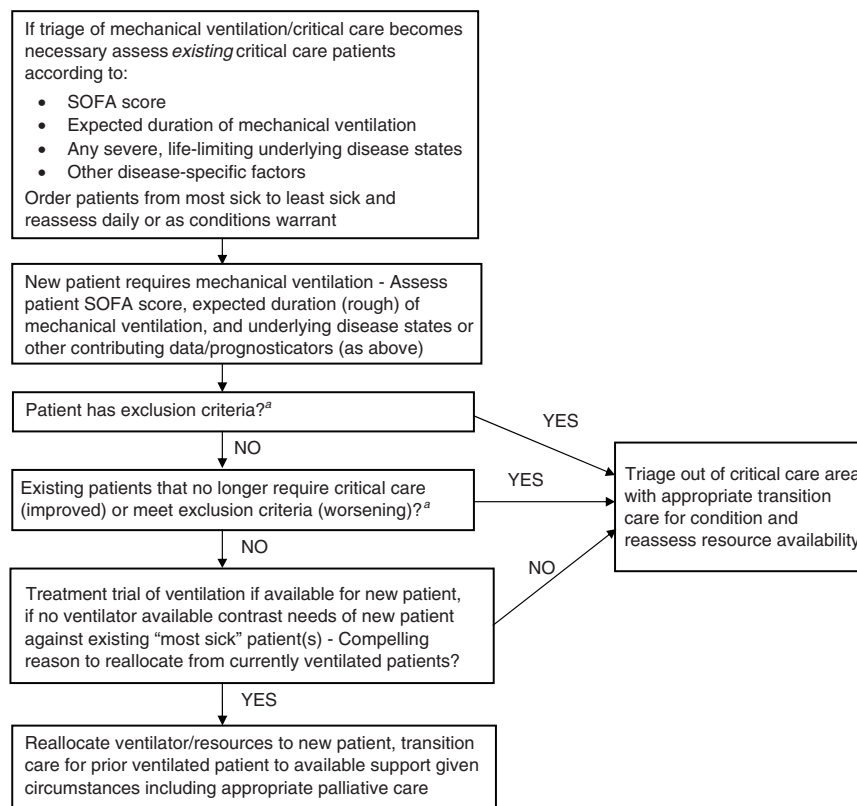 If triage of mechanical ventilation/critical care becomes
necessary assess existing critical care patients
according to:
• SOFA score
• Expected duration of mechanical ventilation
• Any severe, life-limiting underlying disease states
• Other disease-specific factors
Order patients from most sick to least sick and
reassess daily or as conditions warrant
New patient requires mechanical ventilation - Assess
patient SOFA score, expected duration (rough) of
mechanical ventilation, and underlying disease states or
other contributing data/prognosticators (as above)
Patient has exclusion criteria?a
YES
NO
Existing patients that no longer require critical care
(improved) or meet exclusion criteria (worsening)?a
YES
Triage out of critical care area
with appropriate transition
care for condition and
reassess resource availability
NO
NO
Treatment trial of ventilation if available for new patient,
if no ventilator available contrast needs of new patient
against existing “most sick” patient(s) - Compelling
reason to reallocate from currently ventilated patients?
YES
Reallocate ventilator/resources to new patient, transition
care for prior ventilated patient to available support given
circumstances including appropriate palliative care